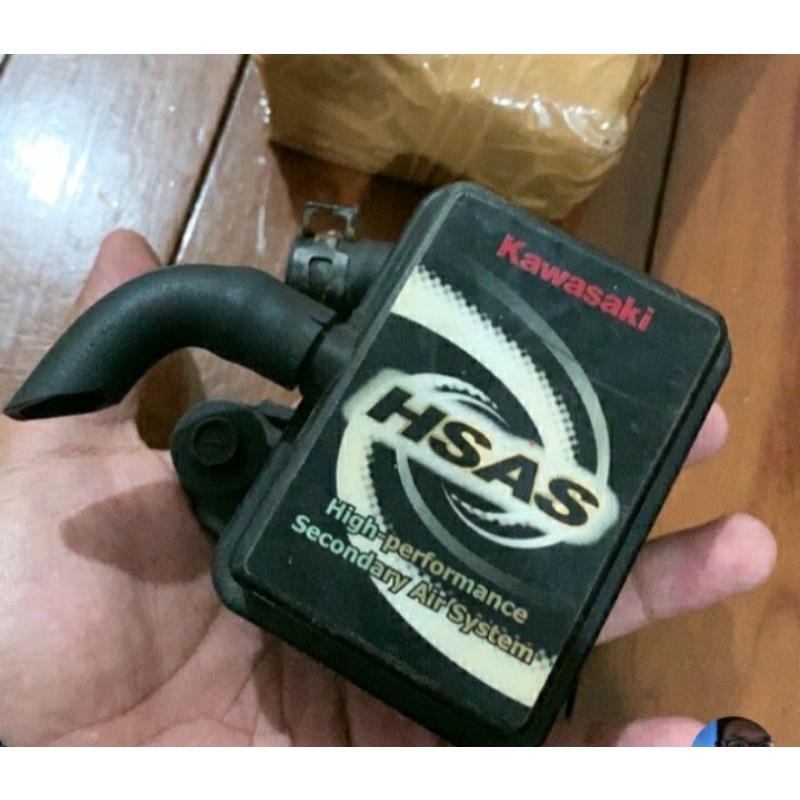 Kawasaki
HSAS
High-performance
Secondary Air System